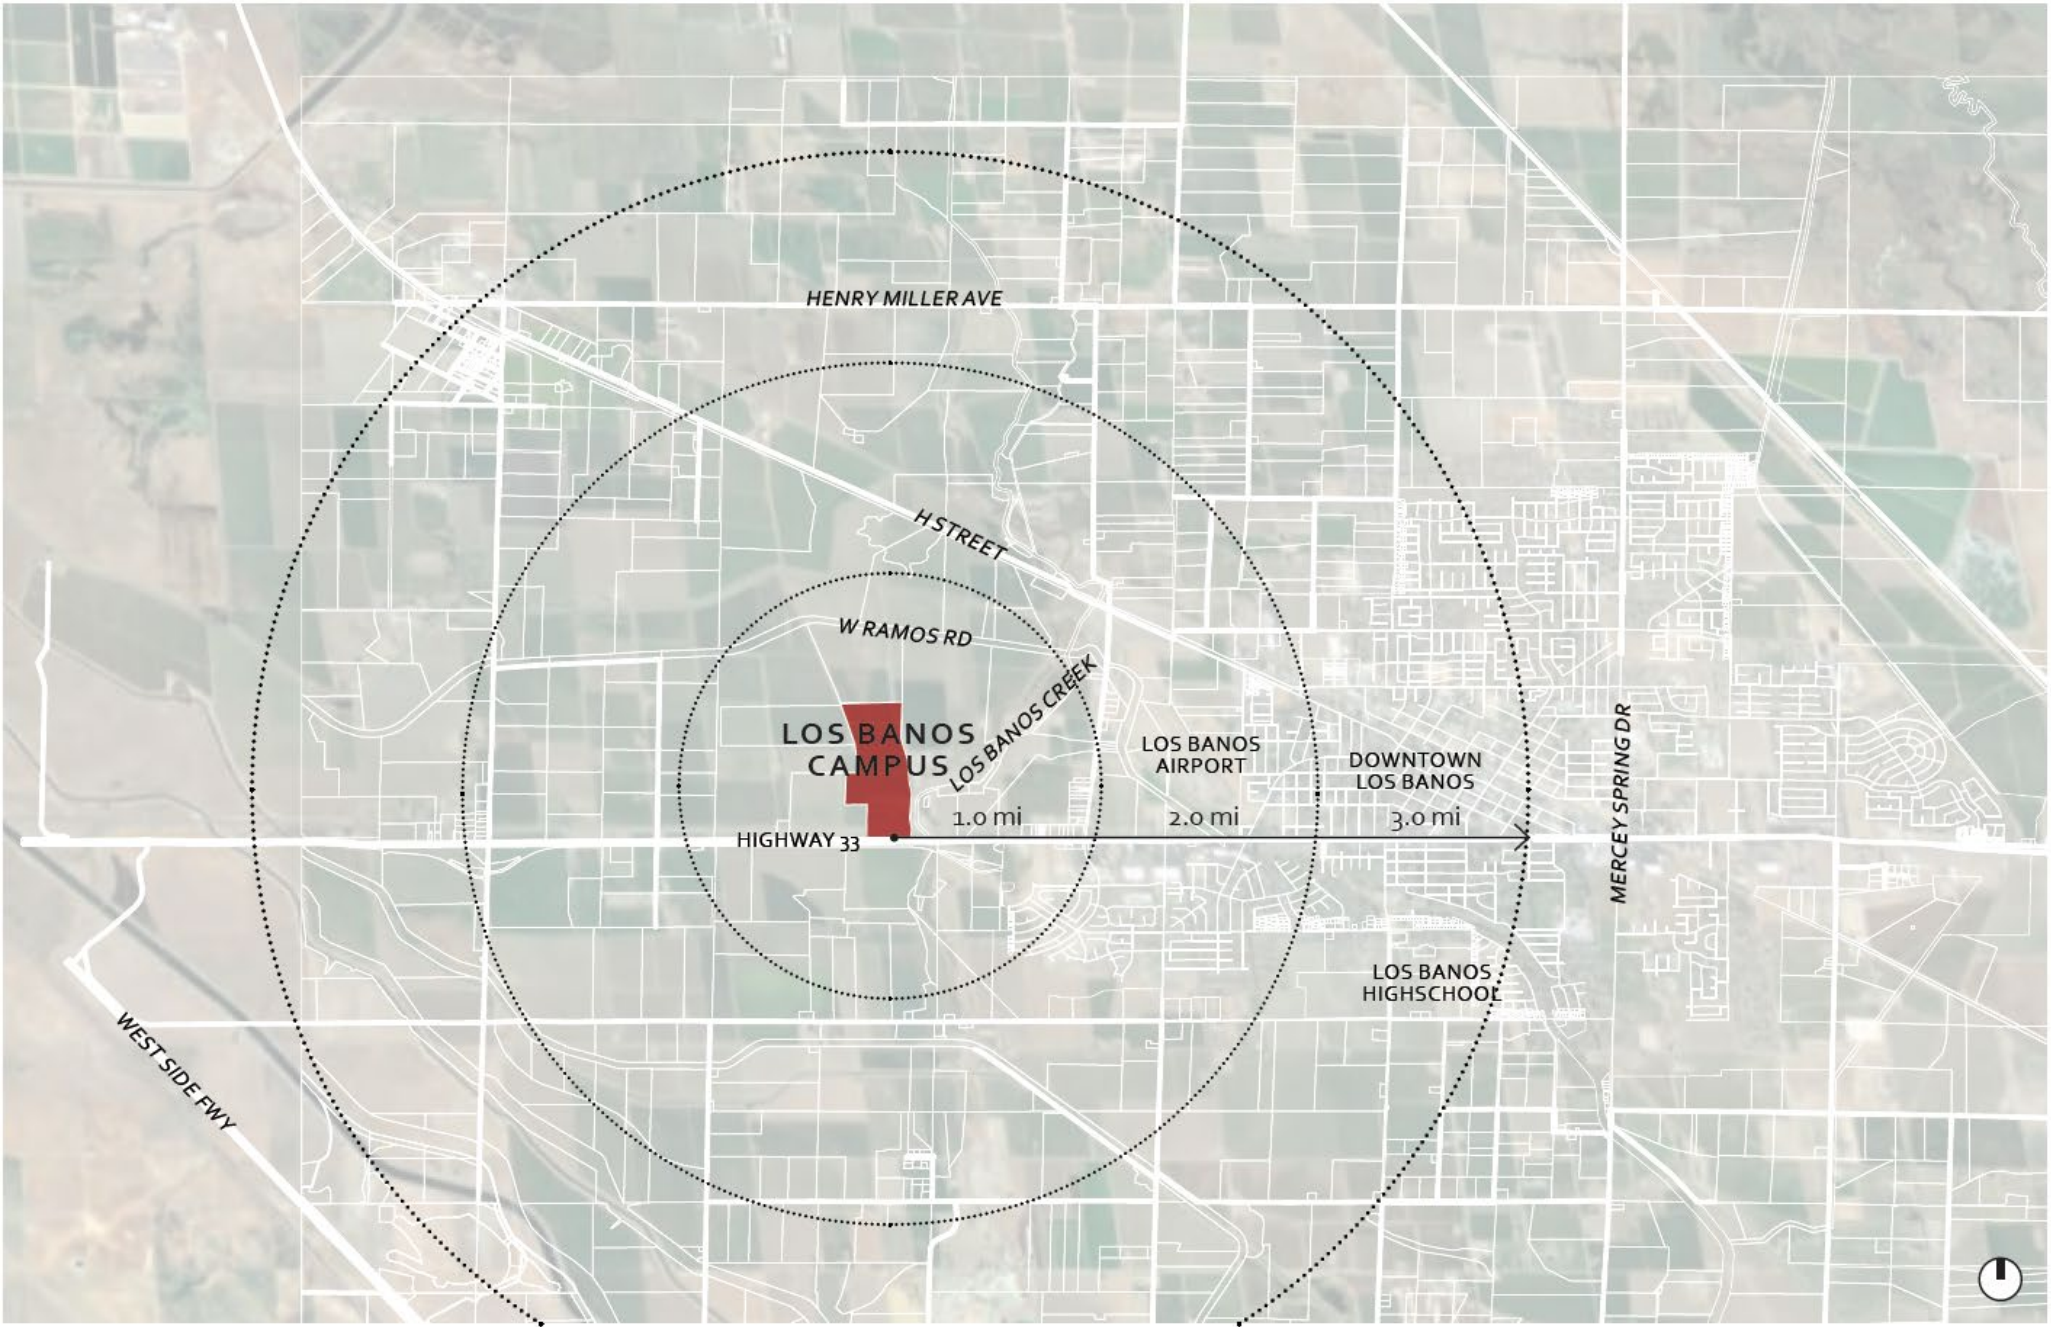 HENRY MILLER AVE
H STREET
W RAMOS RD
LOS BANOS CREEK
LOS BANOS
CAMPUS
LOS BANOS
AIRPORT
DOWNTOWN
LOS BANOS
MERCEY SPRING DR
1.0 mi
2.0 mi
3.0 mi
HIGHWAY 33
LOS BANOS
HIGHSCHOOL
WEST SIDE FWY